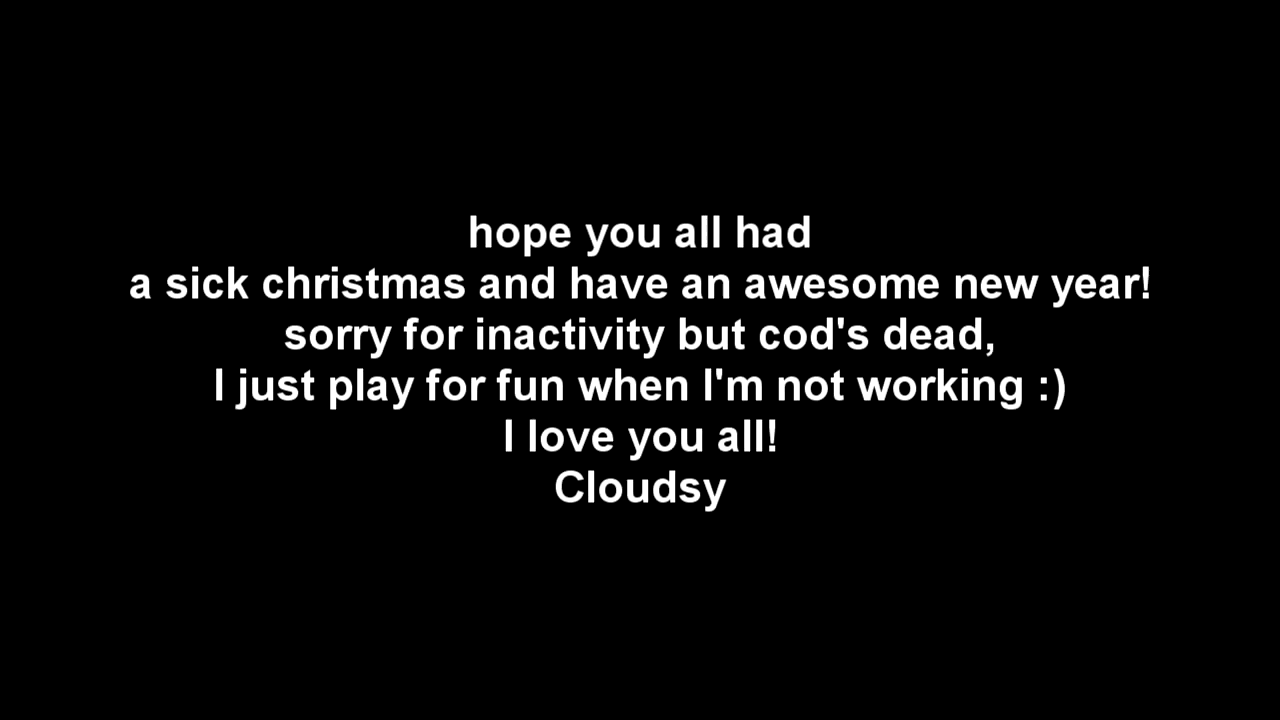 hope you all had
a sick christmas and have an awesome new year!
sorry for inactivity but cod's dead,
I just play for fun when I'm not working :)
I love you all!
Cloudsy